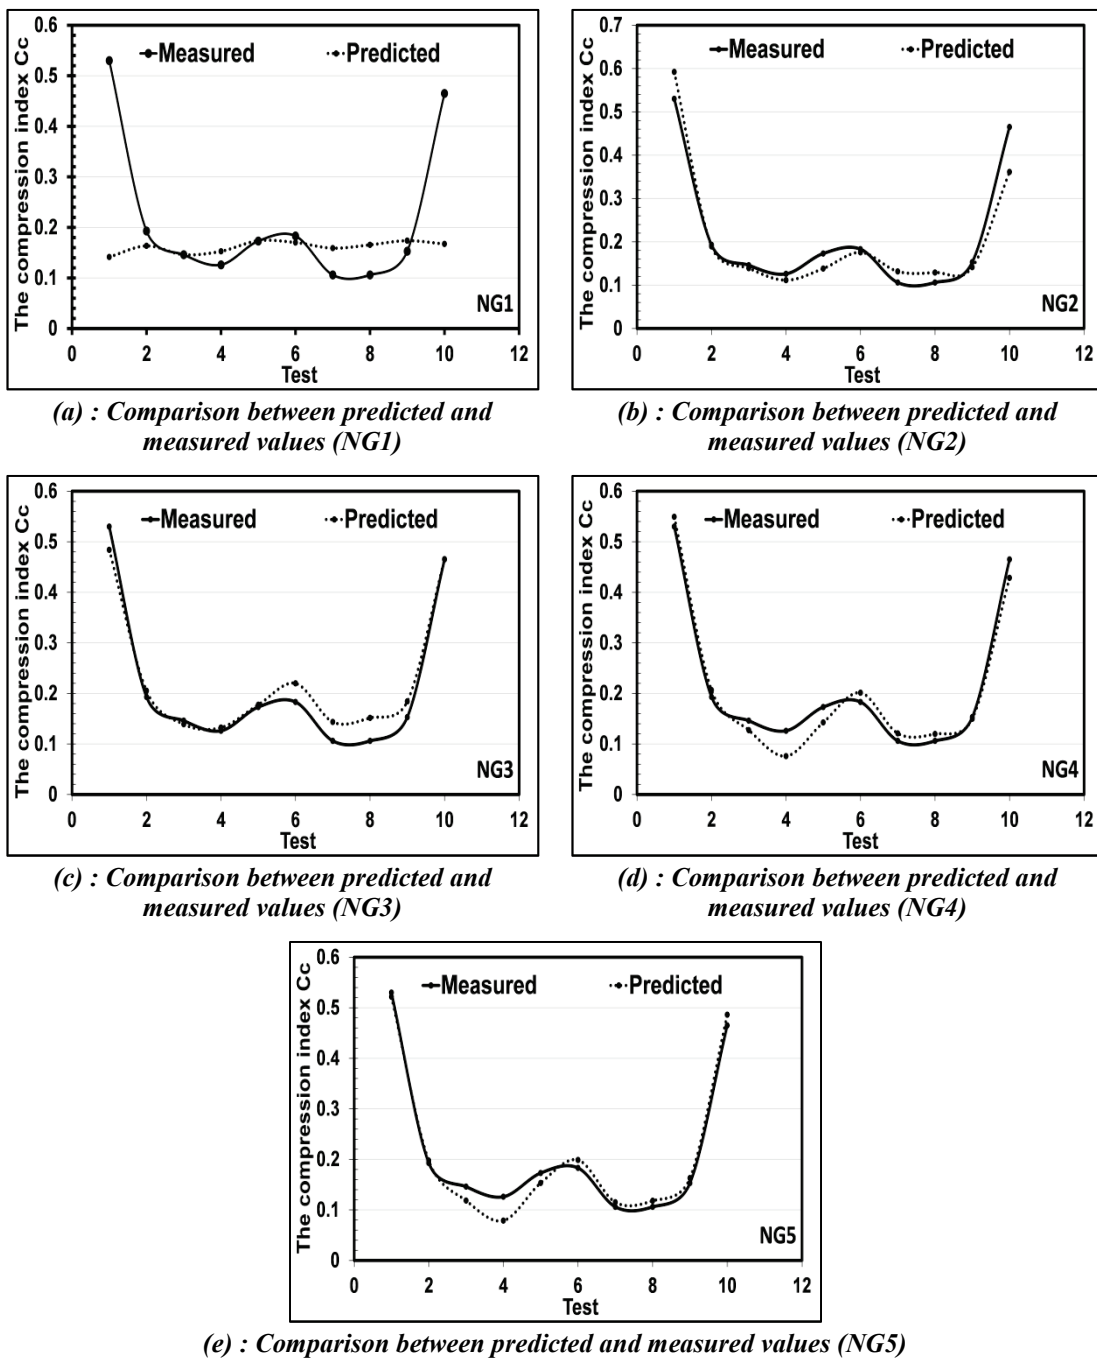 The compression index Cc
0.6
0.5
0.4
0.3
0.2
0.1
0
Measured Predicted
NG1
0 2 4 6 8 10 12
Test
(a) : Comparison between predicted and
measured values (NG1)
The compression index Cc
0.7
0.6
0.5
0.4
0.3
0.2
0.1
0
Measured Predicted
NG2
0 2 4 6 8 10 12
Test
(b) : Comparison between predicted and
measured values (NG2)
The compression index Cc
0.6
0.5
0.4
0.3
0.2
0.1
0
Measured Predicted
NG3
0 2 4 6 8 10 12
Test
(c) : Comparison between predicted and
measured values (NG3)
The compression index Cc
0.6
0.5
0.4
0.3
0.2
0.1
0
Measured Predicted
NG4
0 2 4 6 8 10 12
Test
(d) : Comparison between predicted and
measured values (NG4)
The compression index Cc
0.6
0.5
0.4
0.3
0.2
0.1
0
Measured Predicted
NG5
0 2 4 6 8 10 12
Test
(e) : Comparison between predicted and measured values (NG5)